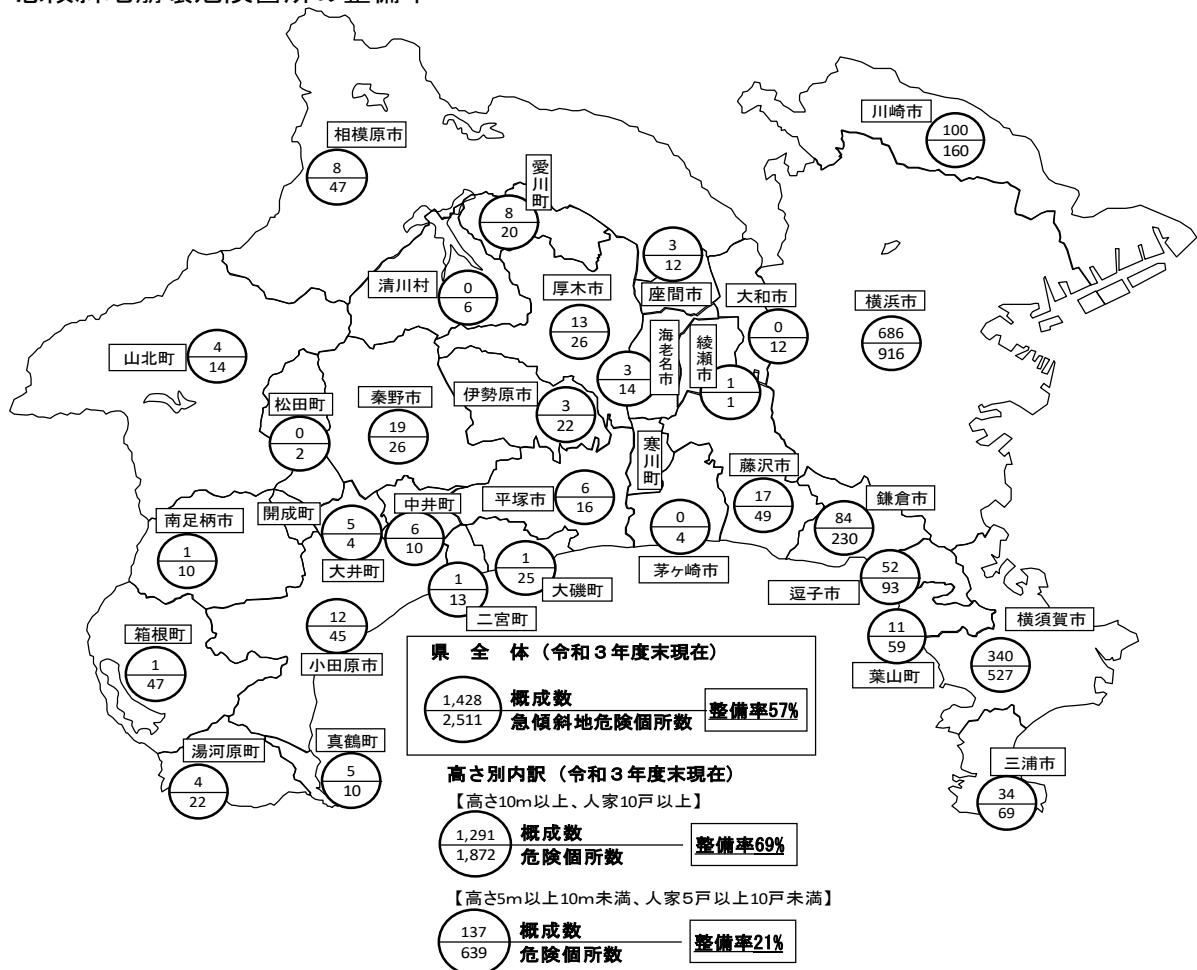 川崎市
100
160
相模原市
8
47
愛川町
8
20
3
12
座間市
清川村
0
6
厚木市
13
26
大和市
0
12
横浜市
686
916
海老名市
3
14
綾瀬市
1
1
山北町
4
14
松田町
0
2
秦野市
19
26
伊勢原市
3
22
寒川町
藤沢市
17
49
鎌倉市
84
230
平塚市
6
16
中井町
6
10
開成町
5
4
大井町
南足柄市
1
10
0
4
茅ヶ崎市
1
25
大磯町
1
13
二宮町
52
93
逗子市
11
59
葉山町
横須賀市
340
527
12
45
小田原市
箱根町
1
47
湯河原町
4
22
真鶴町
5
10
三浦市
34
69
県 全 体 (令和3年度末現在)
1,428
2,511
概成数
急傾斜地危険個所数
整備率57%
高さ別内訳 (令和3年度末現在)
【高さ10m以上、人家10戸以上】
1,291
1,872
概成数
危険個所数
整備率69%
【高さ5m以上10m未満、人家5戸以上10戸未満】
137
639
概成数
危険個所数
整備率21%